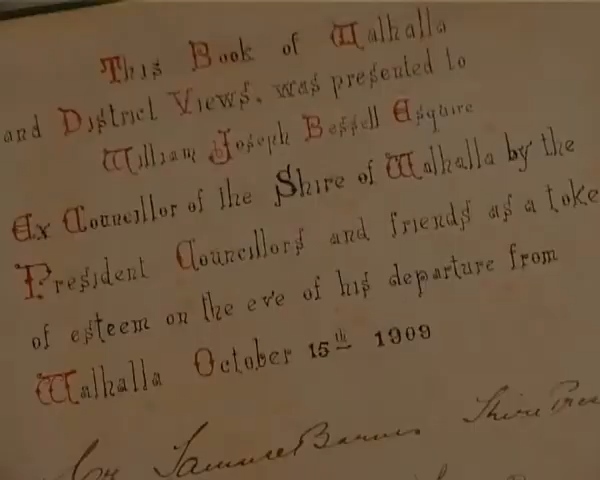 This Book of Walhalla
and District Views. was presented to
William Joseph Bessell Esquire
Ex Councillor of the Shire of Walhalla by the
President Councillors and friends as a toke
of esteem on the eve of his departure from
Walhalla October 15th 1909
Samuel Barnes Shire Pres